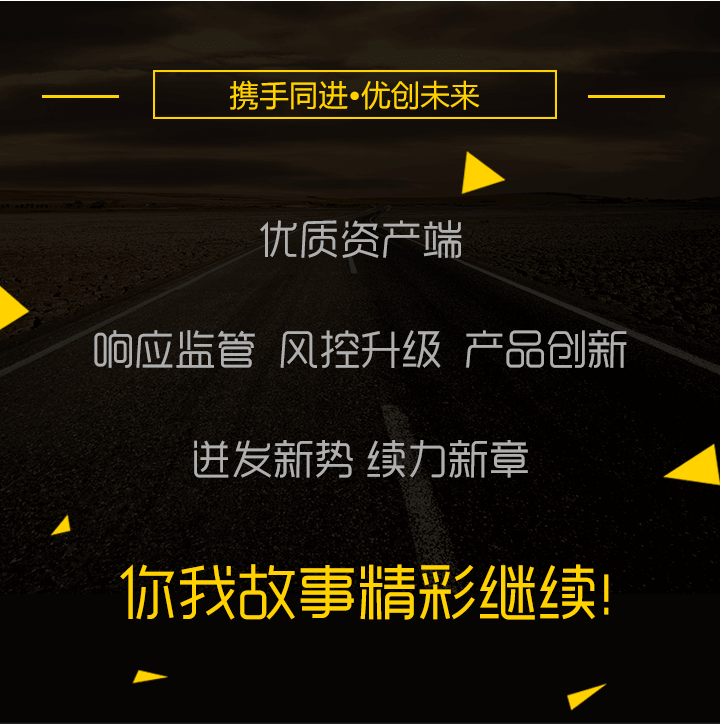 携手同进•优创未来
优质资产端
响应监管 风控升级 产品创新
迸发新势 续力新章
你我故事精彩继续!